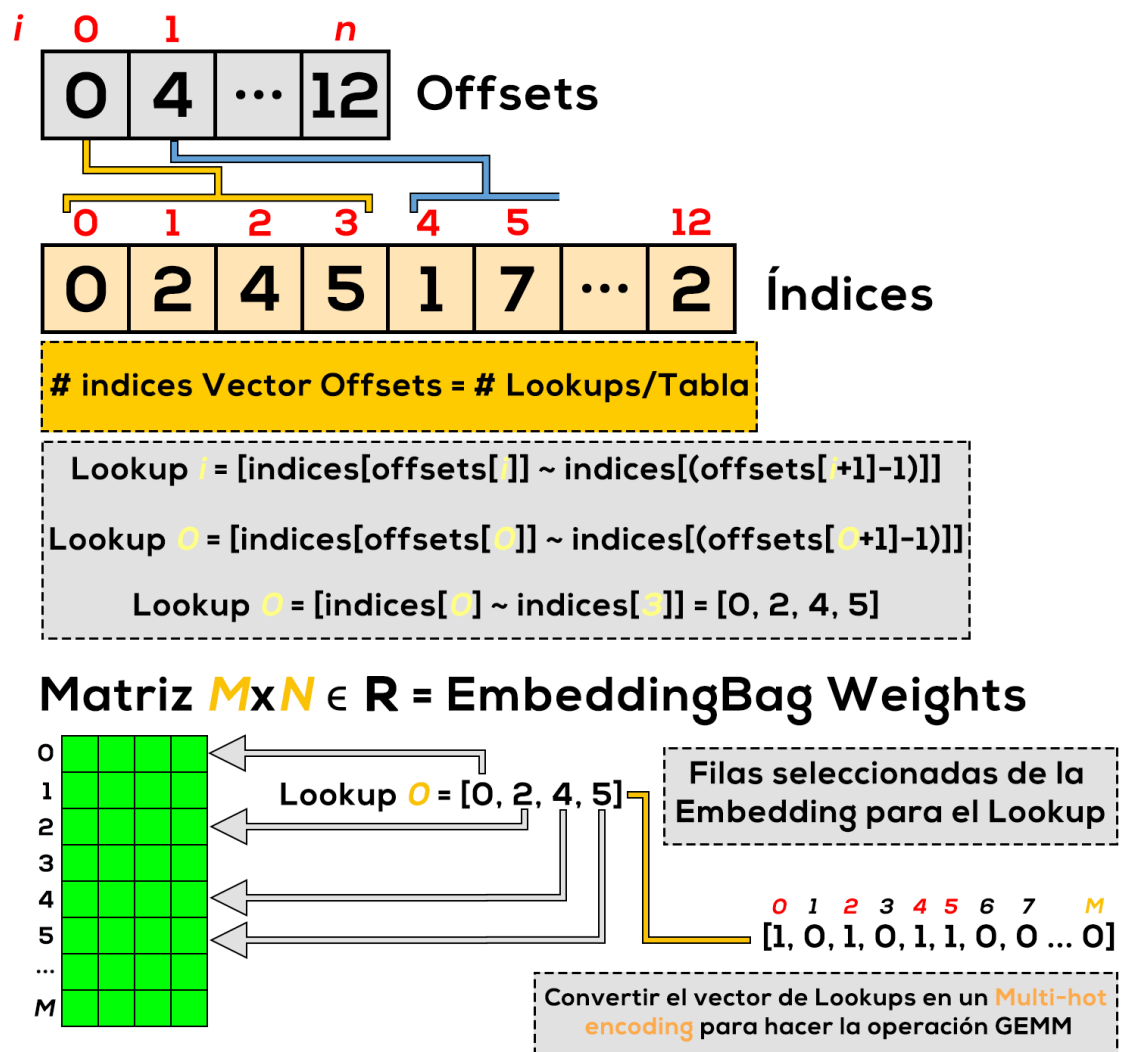 i 0 1 n
0 4 ... 12 Offsets
0 1 2 3 4 5 12
0 2 4 5 1 7 ... 2 Índices
# indices Vector Offsets = # Lookups/Tabla
Lookup i = [indices[offsets[i]] ~ indices[(offsets[i+1]-1)]]
Lookup 0 = [indices[offsets[0]] ~ indices[(offsets[0+1]-1)]]
Lookup 0 = [indices[0] ~ indices[3]] = [0, 2, 4, 5]
Matriz MxN ∈ R = EmbeddingBag Weights
0
1
2
3
4
5
...
M
Lookup 0 = [0, 2, 4, 5]
Filas seleccionadas de la
Embedding para el Lookup
0 1 2 3 4 5 6 7 M
[1, 0, 1, 0, 1, 1, 0, 0 ... 0]
Convertir el vector de Lookups en un Multi-hot
encoding para hacer la operación GEMM